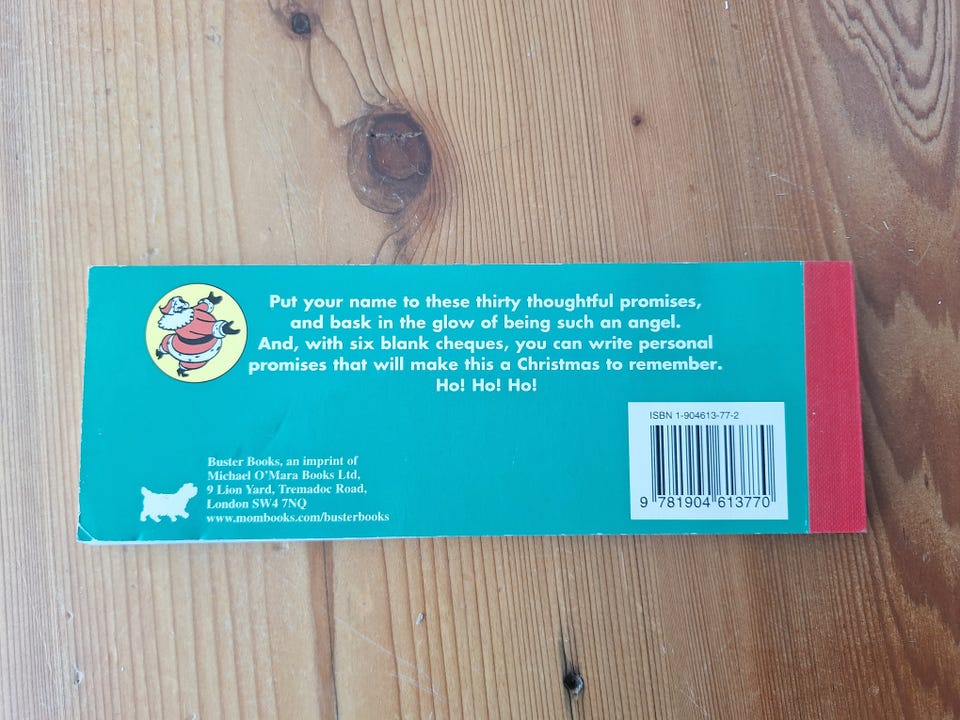 Put your name to these thirty thoughtful promises,
and bask in the glow of being such an angel.
And, with six blank cheques, you can write personal
promises that will make this a Christmas to remember.
Ho! Ho! Ho!
ISBN 1-904613-77-2
9 781904 613770
Buster Books, an imprint of
Michael O'Mara Books Ltd,
9 Lion Yard, Tremadoc Road,
London SW4 7NQ
www.mombooks.com/busterbooks